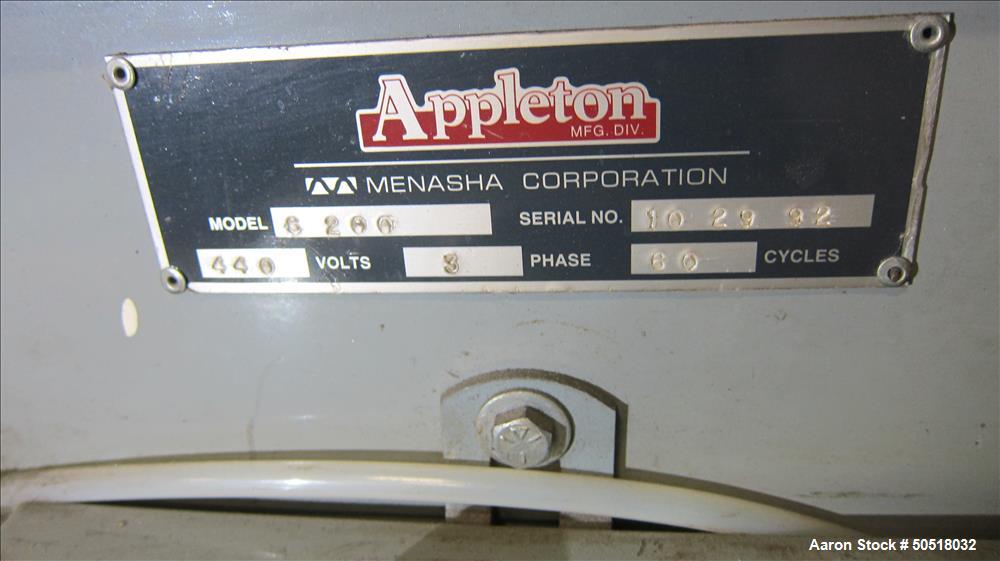 Appleton
MFG. DIV.
MENASHA CORPORATION
MODEL G 200 SERIAL NO. 10 29 92
440 VOLTS 3 PHASE 60 CYCLES
Aaron Stock # 50518032